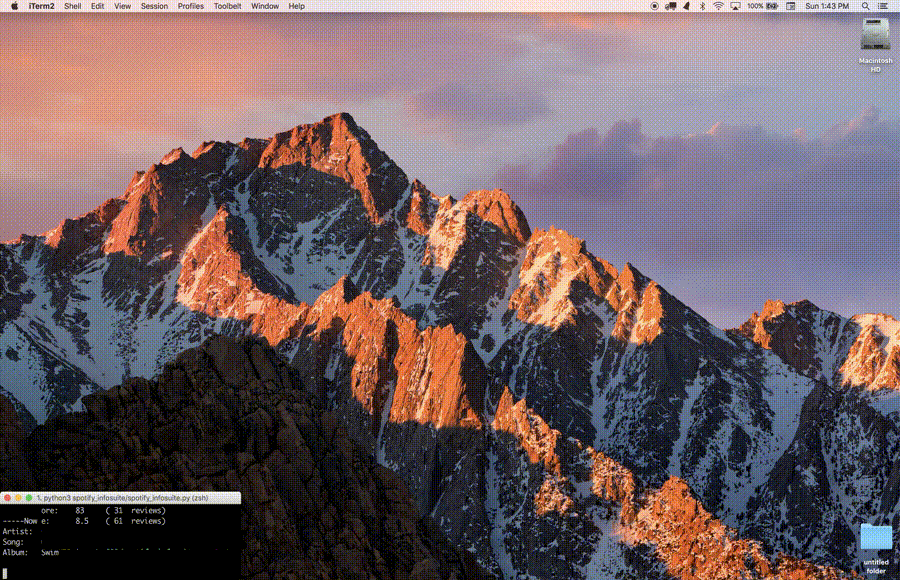 iTerm2 Shell Edit View Session Profiles Toolbelt Window Help 100% Sun 1:43 PM
Macintosh
HD
1. python3 spotify_infosuite/spotify_infosuite.py (zsh)
ore: 83 ( 31 reviews)
-----Now e: 8.5 ( 61 reviews)
Artist:
Song:
Album: Swim
untitled
folder